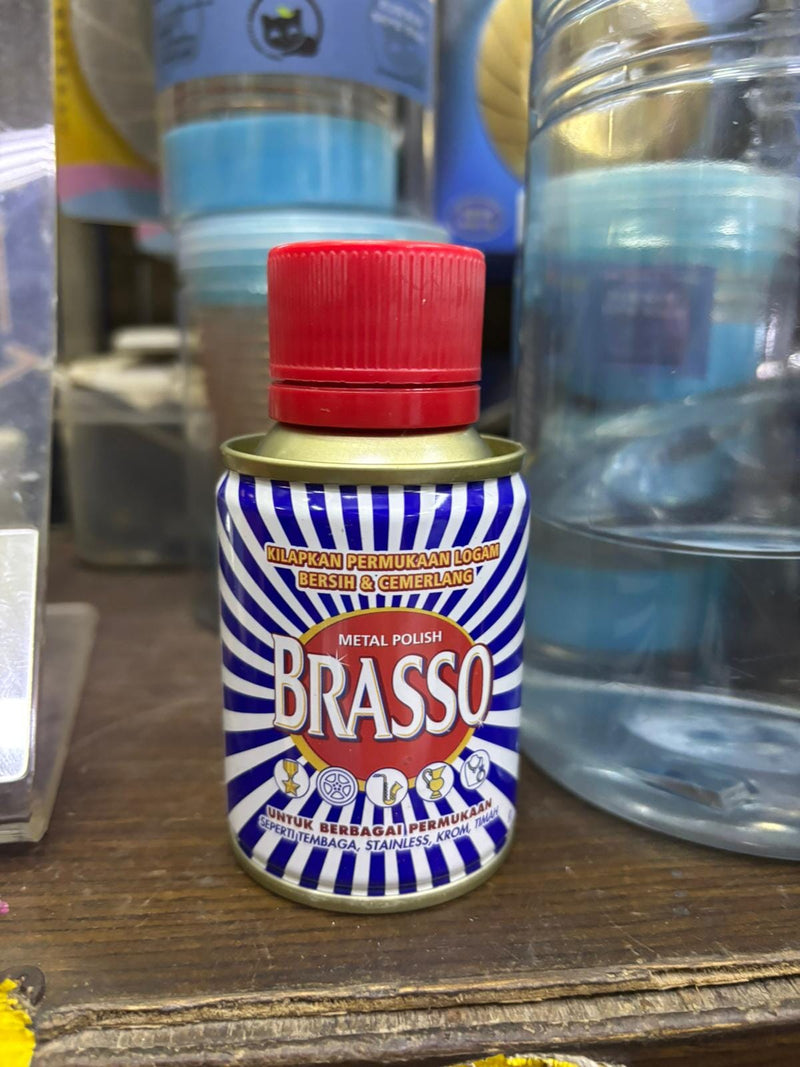 KILAPKAN PERMUKAAN LOGAM
BERSIH & CEMERLANG
METAL POLISH
BRASSO
UNTUK BERBAGAI PERMUKAAN
SEPERTI TEMBAGA, STAINLESS, KROM, TIMAH